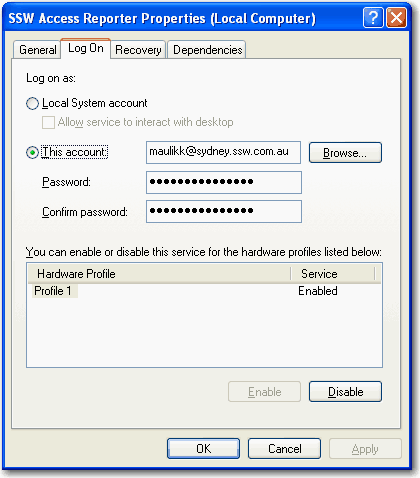 SSW Access Reporter Properties (Local Computer)
General Log On Recovery Dependencies
Log on as:
Local System account
Allow service to interact with desktop
This account: maulikk@sydney.ssw.com.au Browse...
Password: ●●●●●●●●●●●●●●●
Confirm password: ●●●●●●●●●●●●●●●
You can enable or disable this service for the hardware profiles listed below:
Hardware Profile Service
Profile 1 Enabled
Enable Disable
OK Cancel Apply